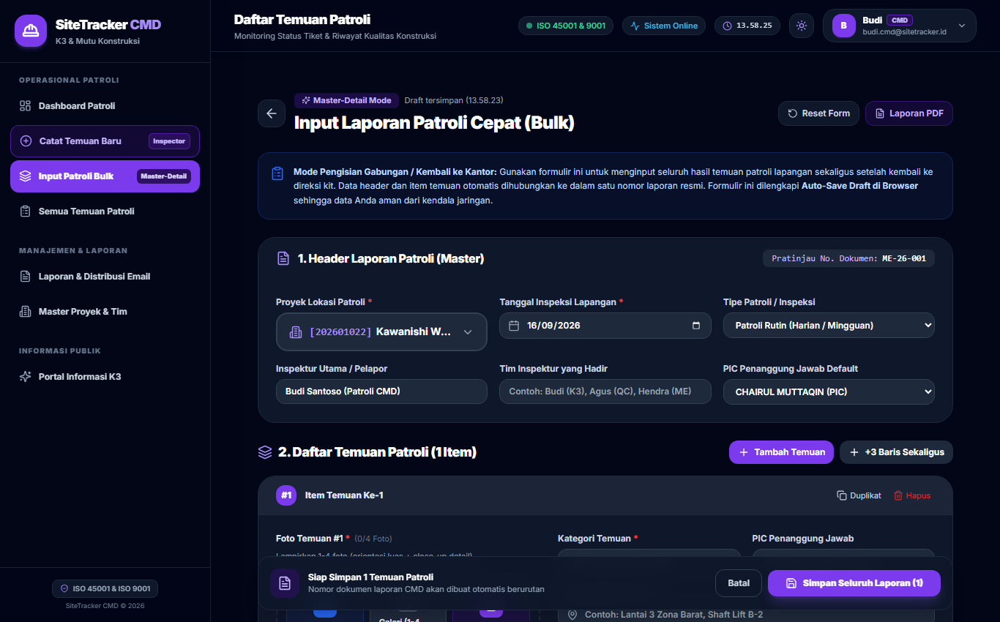 SiteTracker CMD
K3 & Mutu Konstruksi
OPERASIONAL PATROLI
Dashboard Patroli
Catat Temuan Baru
Inspector
Input Patroli Bulk
Master-Detail
Semua Temuan Patroli
MANAJEMEN & LAPORAN
Laporan & Distribusi Email
Master Proyek & Tim
INFORMASI PUBLIK
Portal Informasi K3
ISO 45001 & ISO 9001
SiteTracker CMD © 2026
Daftar Temuan Patroli
Monitoring Status Tiket & Riwayat Kualitas Konstruksi
ISO 45001 & 9001
Sistem Online
13.58.25
B
Budi CMD
budi.cmd@sitetracker.id
Master-Detail Mode
Draft tersimpan (13.58.23)
Input Laporan Patroli Cepat (Bulk)
Reset Form
Laporan PDF
Mode Pengisian Gabungan / Kembali ke Kantor: Gunakan formulir ini untuk menginput seluruh hasil temuan patroli lapangan sekaligus setelah kembali ke
direksi kit. Data header dan item temuan otomatis dihubungkan ke dalam satu nomor laporan resmi. Formulir ini dilengkapi Auto-Save Draft di Browser
sehingga data Anda aman dari kendala jaringan.
1. Header Laporan Patroli (Master)
Pratinjau No. Dokumen: ME-26-001
Proyek Lokasi Patroli *
Tanggal Inspeksi Lapangan *
Tipe Patroli / Inspeksi
[202601022] Kawanishi W...
16/09/2026
Patroli Rutin (Harian / Mingguan)
Inspektur Utama / Pelapor
Tim Inspektur yang Hadir
PIC Penanggung Jawab Default
Budi Santoso (Patroli CMD)
Contoh: Budi (K3), Agus (QC), Hendra (ME)
CHAIRUL MUTTAQIN (PIC)
2. Daftar Temuan Patroli (1 Item)
Tambah Temuan
+3 Baris Sekaligus
#1
Item Temuan Ke-1
Duplikat
Hapus
Foto Temuan #1 * (0/4 Foto)
Kategori Temuan *
PIC Penanggung Jawab
Lampirkan 1-4 foto (orientasi luas + close-up detail)
Siap Simpan 1 Temuan Patroli
Nomor dokumen laporan CMD akan dibuat otomatis berurutan
Batal
Simpan Seluruh Laporan (1)
Galeri (1-4
Contoh: Lantai 3 Zona Barat, Shaft Lift B-2